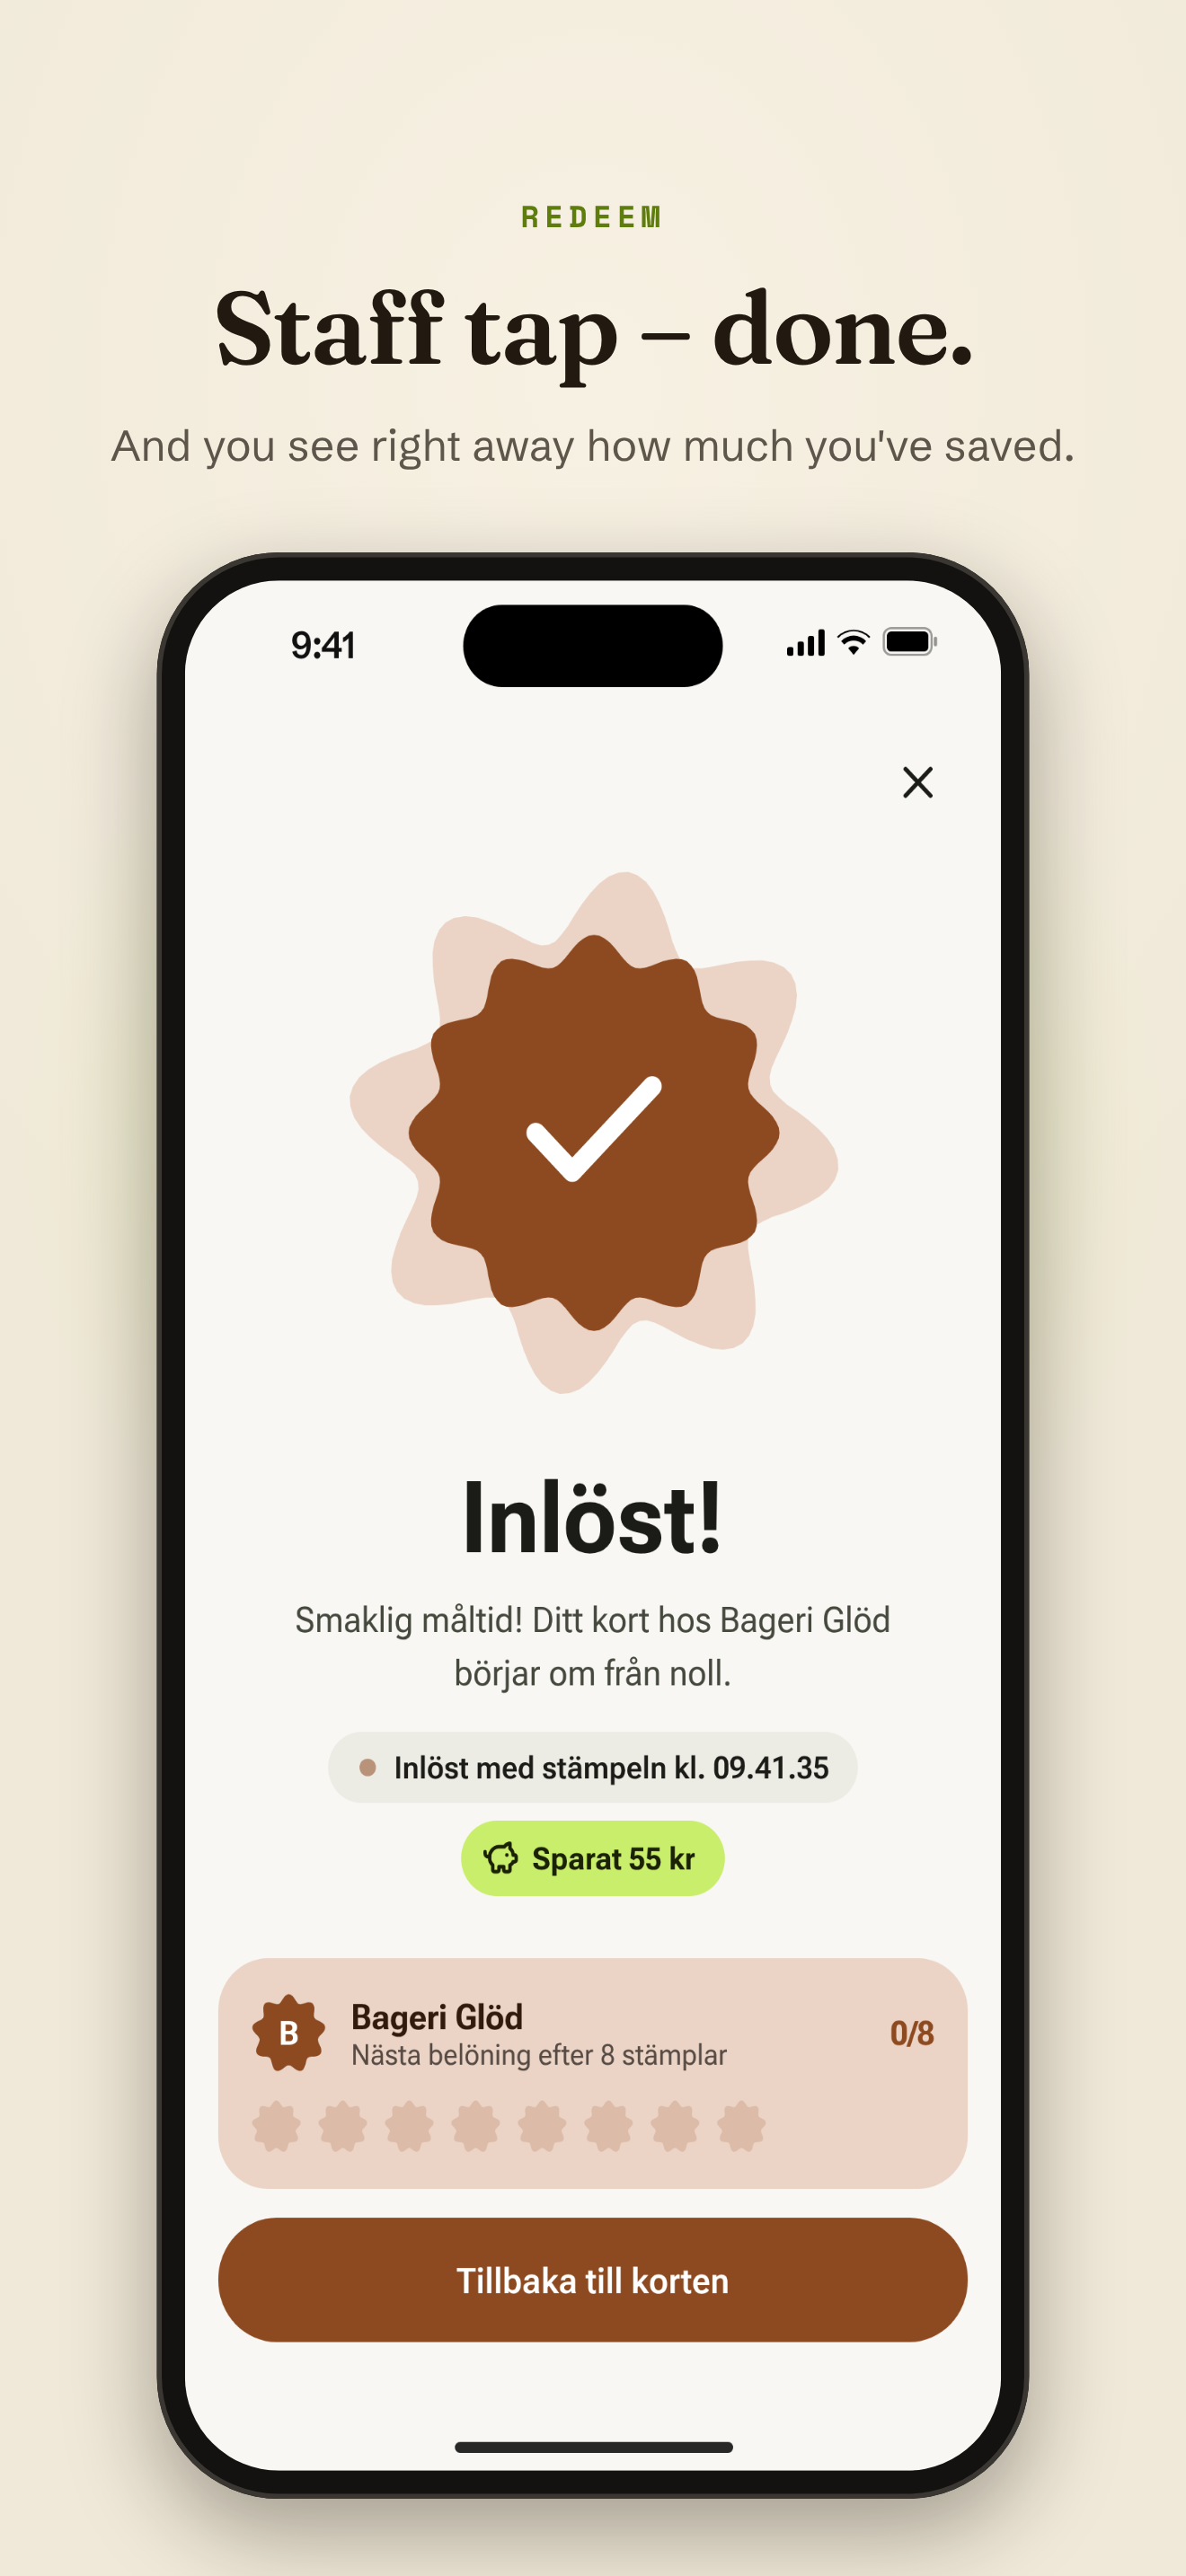 REDEEM
Staff tap – done.
And you see right away how much you've saved.
9:41
Inlöst!
Smaklig måltid! Ditt kort hos Bageri Glöd
börjar om från noll.
Inlöst med stämpeln kl. 09.41.35
Sparat 55 kr
B
Bageri Glöd
0/8
Nästa belöning efter 8 stämplar
Tillbaka till korten